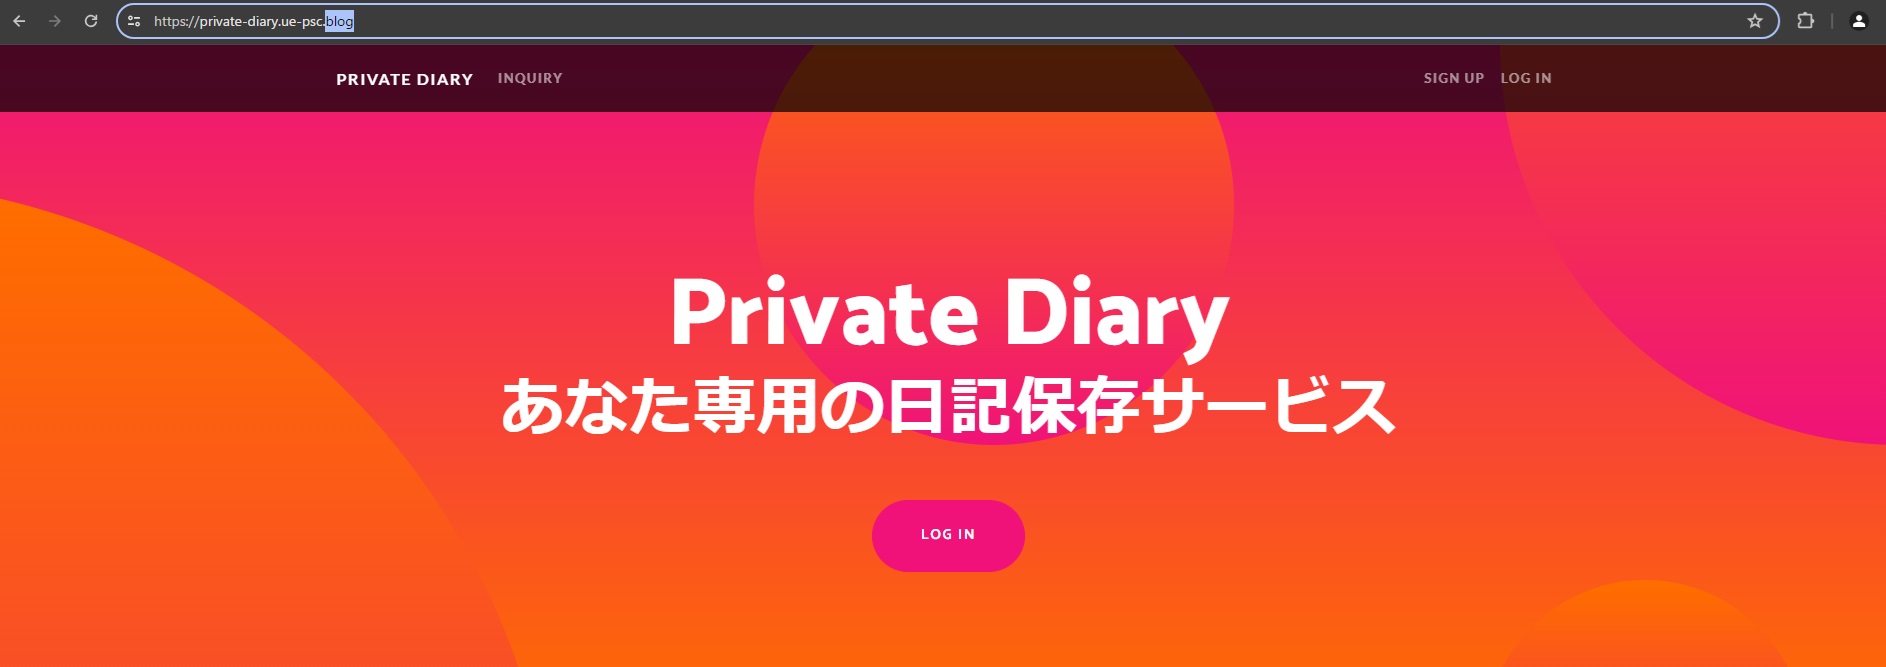 https://private-diary.ue-psc.blog
PRIVATE DIARY INQUIRY SIGN UP LOG IN
Private Diary
あなた専用の日記保存サービス
LOG IN